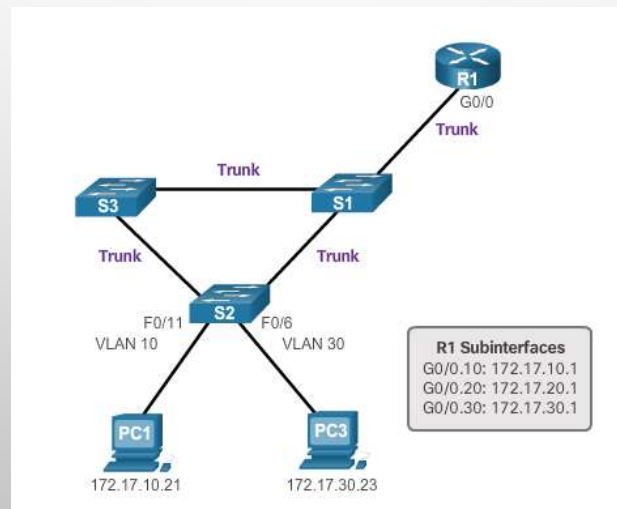 R1
G0/0
Trunk
Trunk
S3
S1
Trunk
Trunk
S2
F0/11
F0/6
VLAN 10
VLAN 30
R1 Subinterfaces
G0/0.10: 172.17.10.1
G0/0.20: 172.17.20.1
G0/0.30: 172.17.30.1
PC1
PC3
172.17.10.21
172.17.30.23